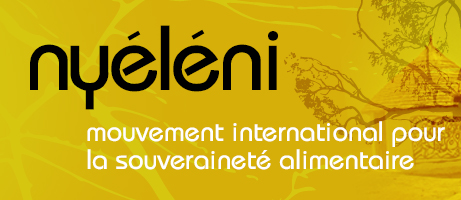 nyéléni
mouvement international pour
la souveraineté alimentaire